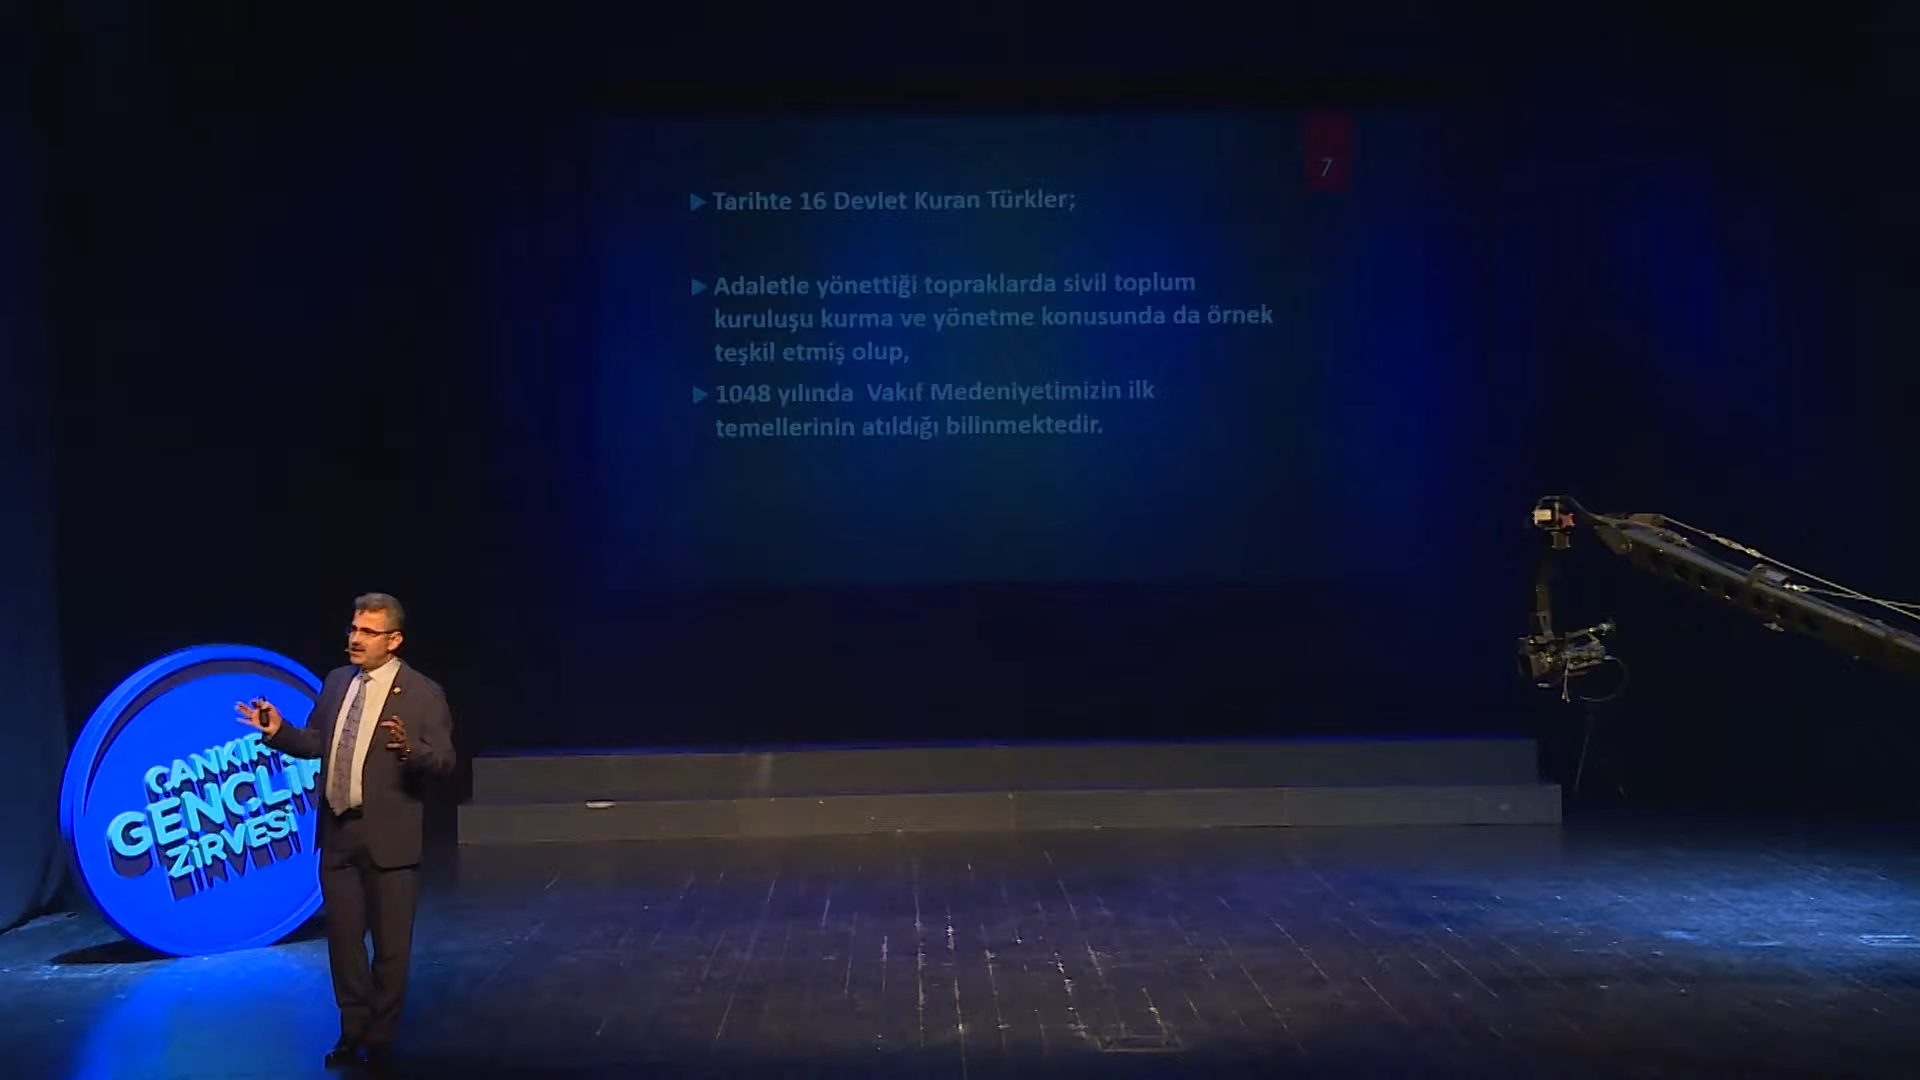 7
Tarihte 16 Devlet Kuran Türkler;
Adaletle yönettiği topraklarda sivil toplum
kuruluşu kurma ve yönetme konusunda da örnek
teşkil etmiş olup,
1048 yılında Vakıf Medeniyetimizin ilk
temellerinin atıldığı bilinmektedir.
ZİRVESİ